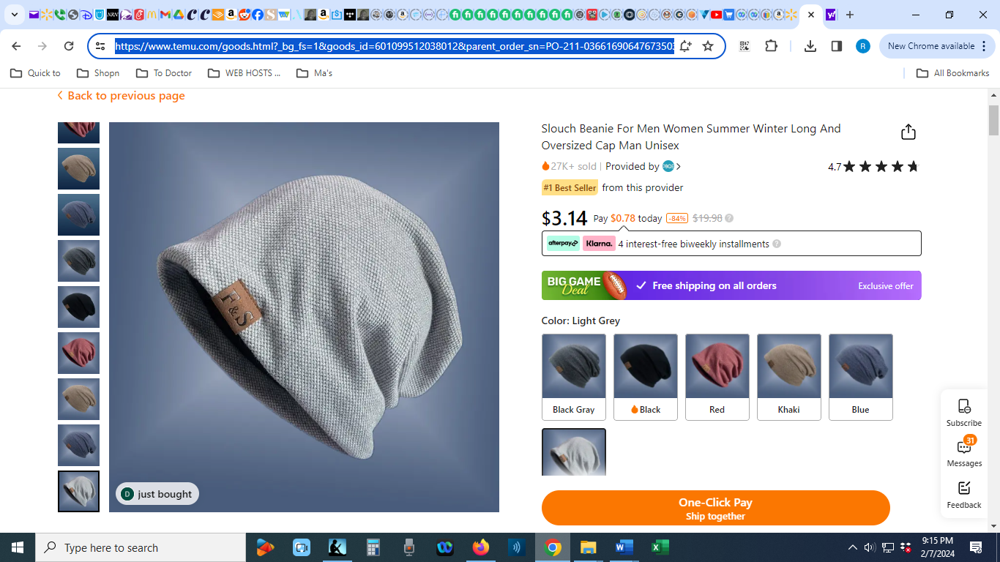 https://www.temu.com/goods.html?_bg_fs=1&goods_id=601099512038012&parent_order_sn=PO-211-03661690647673503
New Chrome available
Quick to
Shopn
To Doctor
WEB HOSTS ...
Ma's
All Bookmarks
Back to previous page
Slouch Beanie For Men Women Summer Winter Long And
Oversized Cap Man Unisex
27K+ sold | Provided by
4.7
#1 Best Seller from this provider
$3.14 Pay $0.78 today -84% $19.98
afterpay Klarna. 4 interest-free biweekly installments
BIG GAME
Deal
Free shipping on all orders
Exclusive offer
Color: Light Grey
Black Gray
Black
Red
Khaki
Blue
F&S
D just bought
One-Click Pay
Ship together
Subscribe
31
Messages
Feedback
Type here to search
9:15 PM
2/7/2024